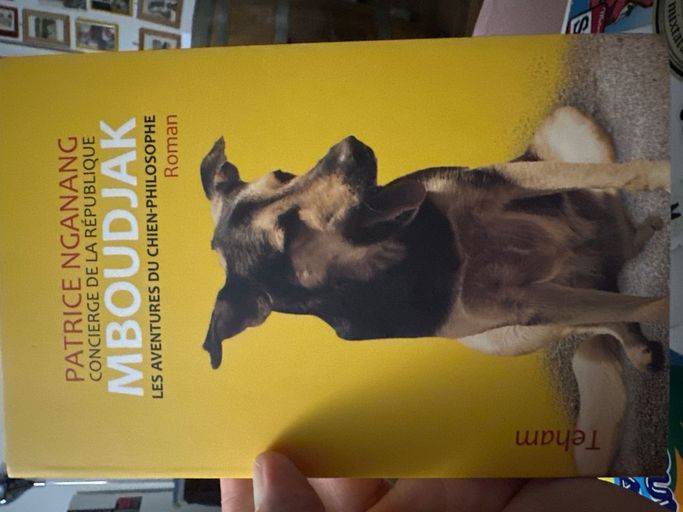 PATRICE NGANANG
CONCIERGE DE LA RÉPUBLIQUE
MBOUDJAK
LES AVENTURES DU CHIEN-PHILOSOPHE
Roman
Teham